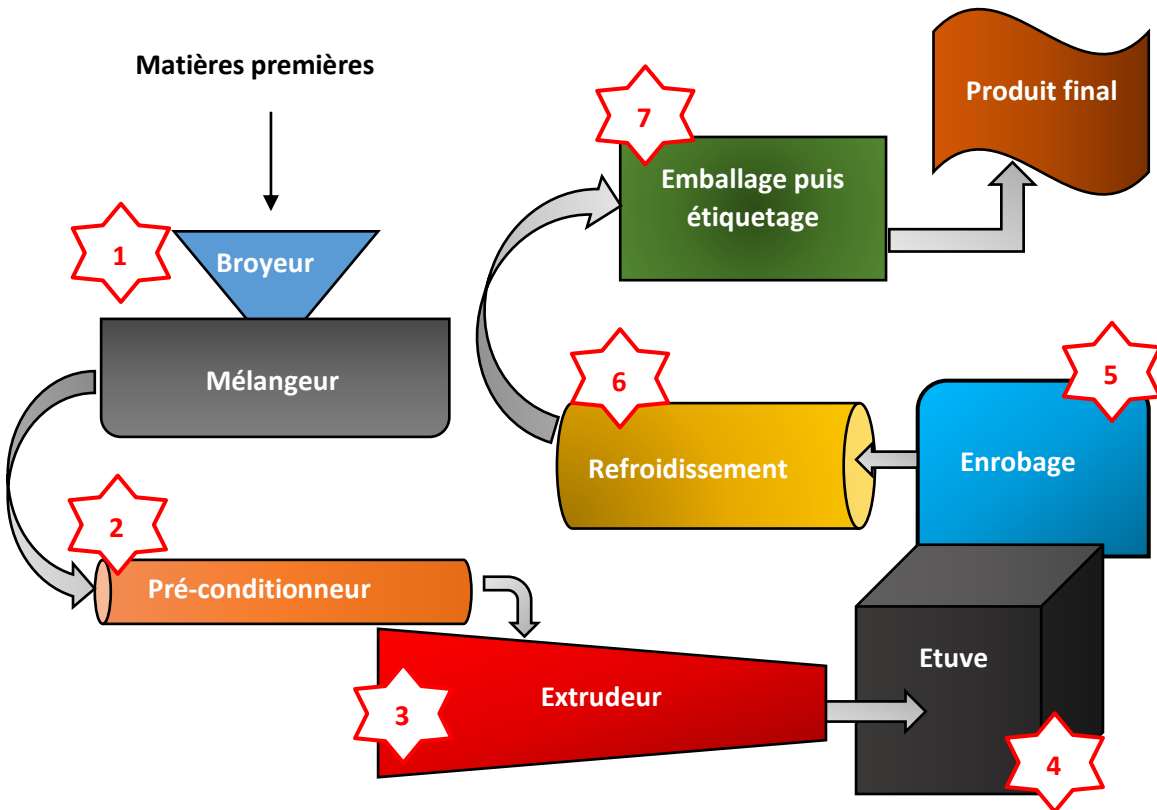 Matières premières
1
Broyeur
Mélangeur
2
Pré-conditionneur
3
Extrudeur
4
Etuve
5
Enrobage
6
Refroidissement
7
Emballage puis
étiquetage
Produit final